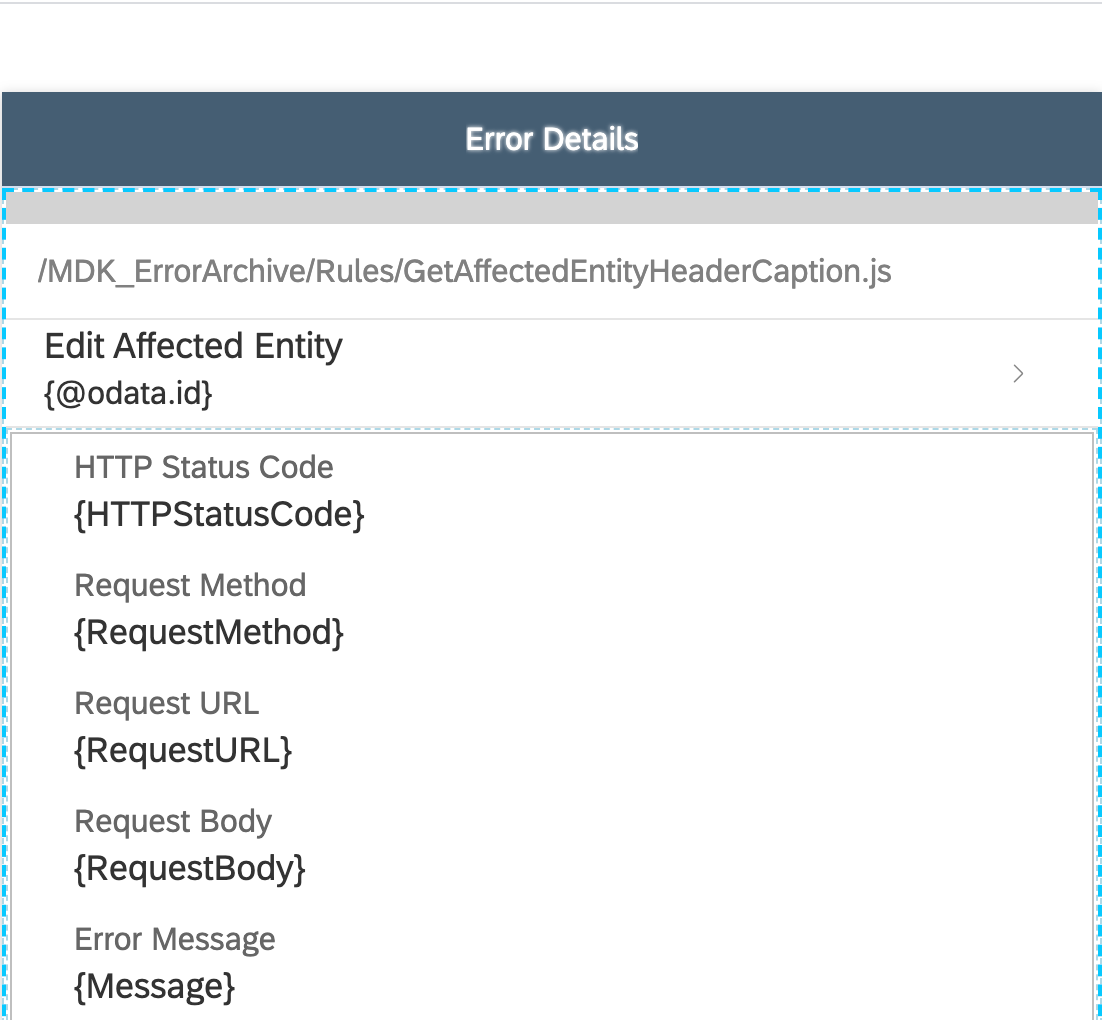 Error Details
/MDK_ErrorArchive/Rules/GetAffectedEntityHeaderCaption.js
Edit Affected Entity
{@odata.id}
HTTP Status Code
{HTTPStatusCode}
Request Method
{RequestMethod}
Request URL
{RequestURL}
Request Body
{RequestBody}
Error Message
{Message}